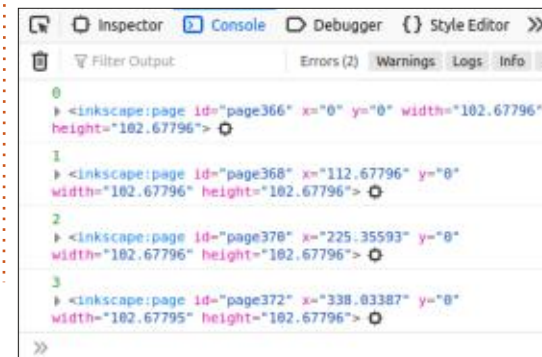 Inspector Console Debugger {} Style Editor »
Filter Output Errors (2) Warnings Logs Info
0
<inkscape:page id="page366" x="0" y="0" width="102.67796"
height="102.67796">
1
<inkscape:page id="page368" x="112.67796" y="0"
width="102.67796" height="102.67796">
2
<inkscape:page id="page370" x="225.35593" y="0"
width="102.67796" height="102.67796">
3
<inkscape:page id="page372" x="338.03387" y="0"
width="102.67795" height="102.67796">
»